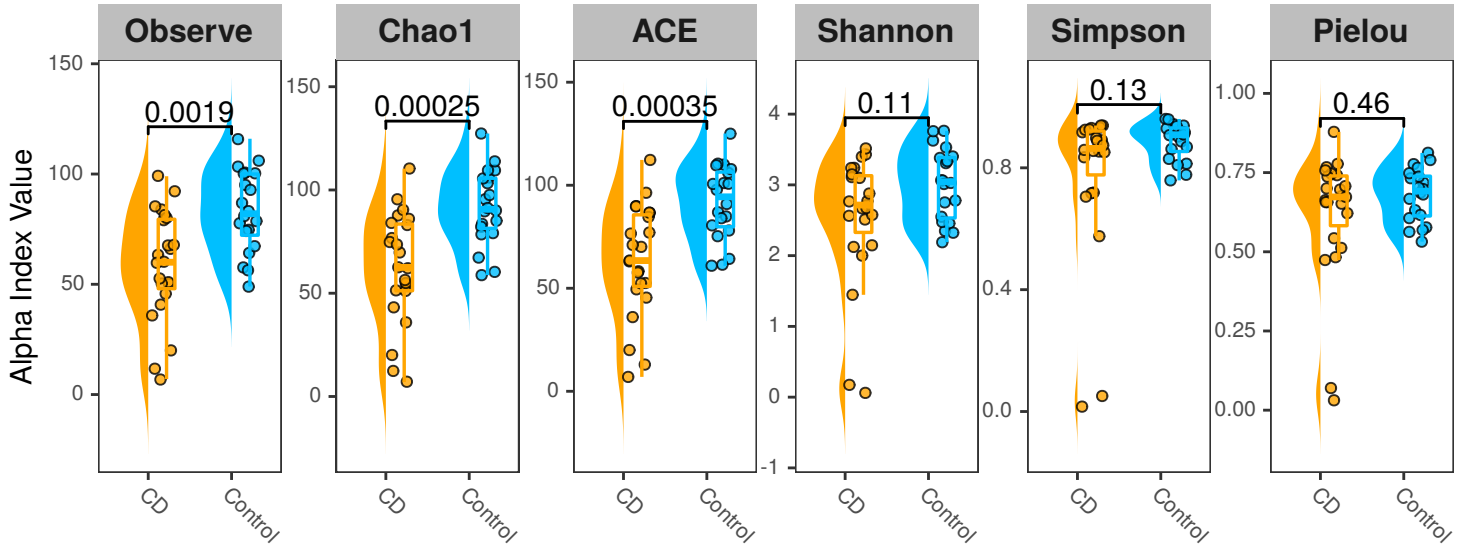 Observe
Chao1
ACE
Shannon
Simpson
Pielou
Alpha Index Value
150
100
50
0
0.0019
CD
Control
150
100
50
0
0.00025
CD
Control
150
100
50
0
0.00035
CD
Control
4
3
2
1
0
-1
0.11
CD
Control
0.8
0.4
0.0
0.13
CD
Control
1.00
0.75
0.50
0.25
0.00
0.46
CD
Control